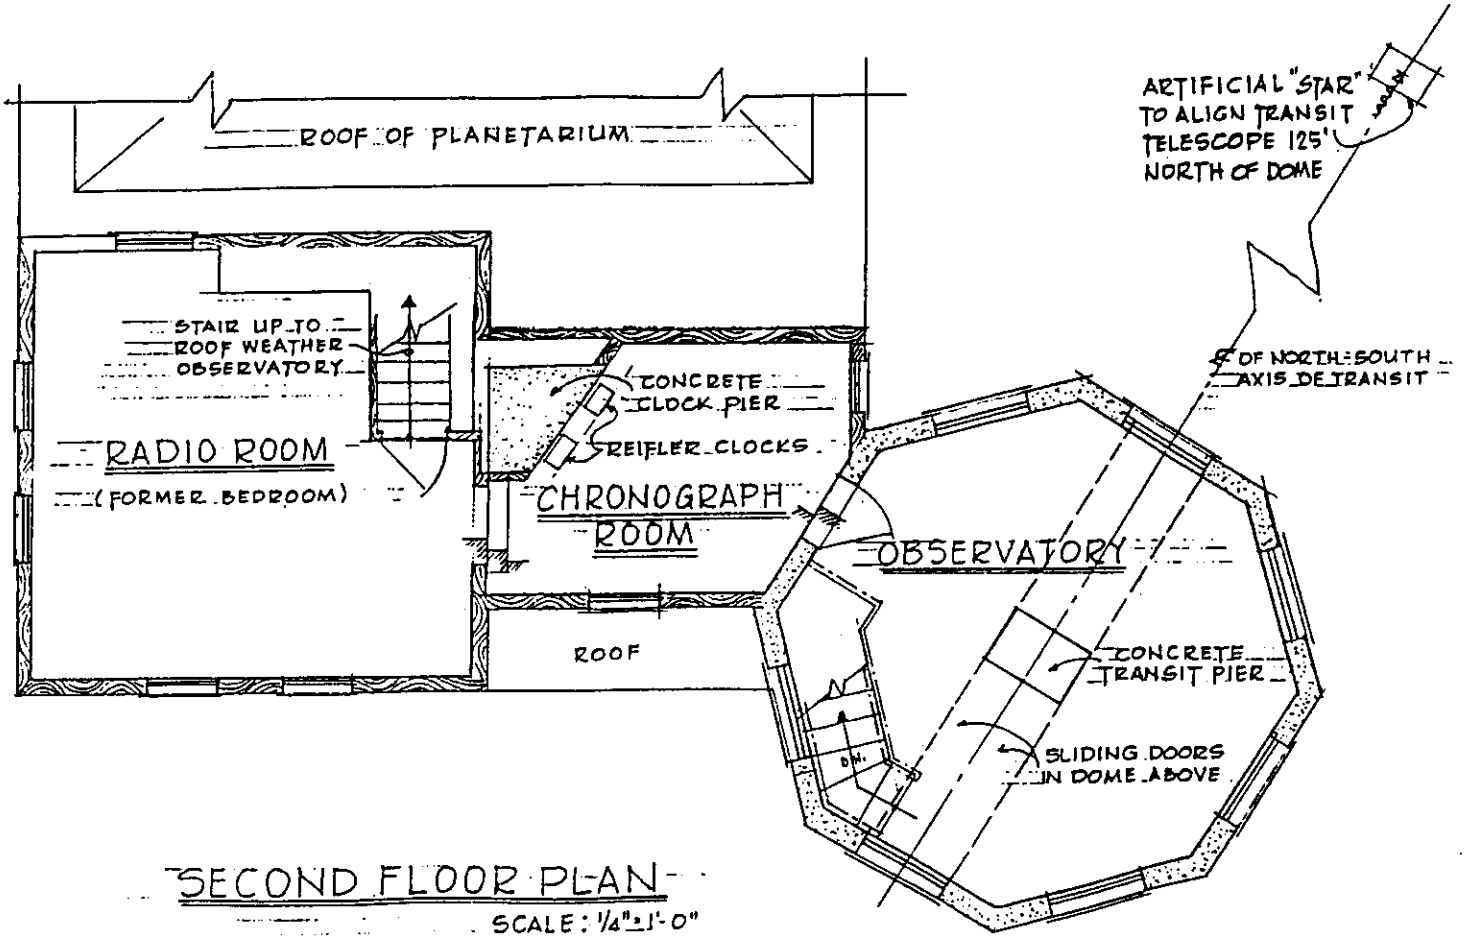 ROOF OF PLANETARIUM
ARTIFICIAL "STAR"
TO ALIGN TRANSIT
TELESCOPE 125'
NORTH OF DOME
STAIR UP TO
ROOF WEATHER
OBSERVATORY
CONCRETE
CLOCK PIER
REIFLER CLOCKS
℄ OF NORTH-SOUTH
AXIS OF TRANSIT
RADIO ROOM
(FORMER BEDROOM)
CHRONOGRAPH
ROOM
OBSERVATORY
ROOF
CONCRETE
TRANSIT PIER
DN.
SLIDING DOORS
IN DOME ABOVE
SECOND FLOOR PLAN
SCALE: 1/4"=1'-0"